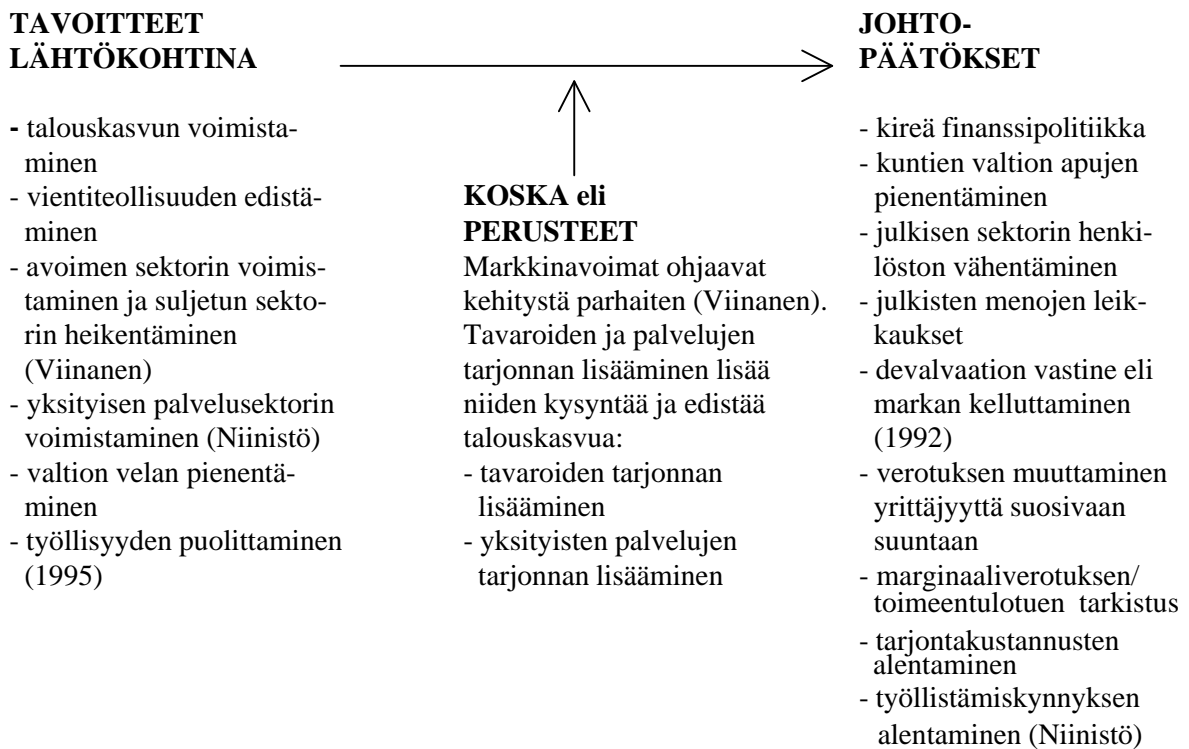 TAVOITTEET
LÄHTÖKOHTINA
- talouskasvun voimista-
minen
- vientiteollisuuden edistä-
minen
- avoimen sektorin voimis-
taminen ja suljetun sekto-
rin heikentäminen
(Viinanen)
- yksityisen palvelusektorin
voimistaminen (Niinistö)
- valtion velan pienentä-
minen
- työllisyyden puolittaminen
(1995)
KOSKA eli
PERUSTEET
Markkinavoimat ohjaavat
kehitystä parhaiten (Viinanen).
Tavaroiden ja palvelujen
tarjonnan lisääminen lisää
niiden kysyntää ja edistää
talouskasvua:
- tavaroiden tarjonnan
lisääminen
- yksityisten palvelujen
tarjonnan lisääminen
JOHTO-
PÄÄTÖKSET
- kireä finanssipolitiikka
- kuntien valtion apujen
pienentäminen
- julkisen sektorin henki-
löston vähentäminen
- julkisten menojen leik-
kaukset
- devalvaation vastine eli
markan kelluttaminen
(1992)
- verotuksen muuttaminen
yrittäjyyttä suosivaan
suuntaan
- marginaaliverotuksen/
toimeentulotuen tarkistus
- tarjontakustannusten
alentaminen
- työllistämiskynnyksen
alentaminen (Niinistö)